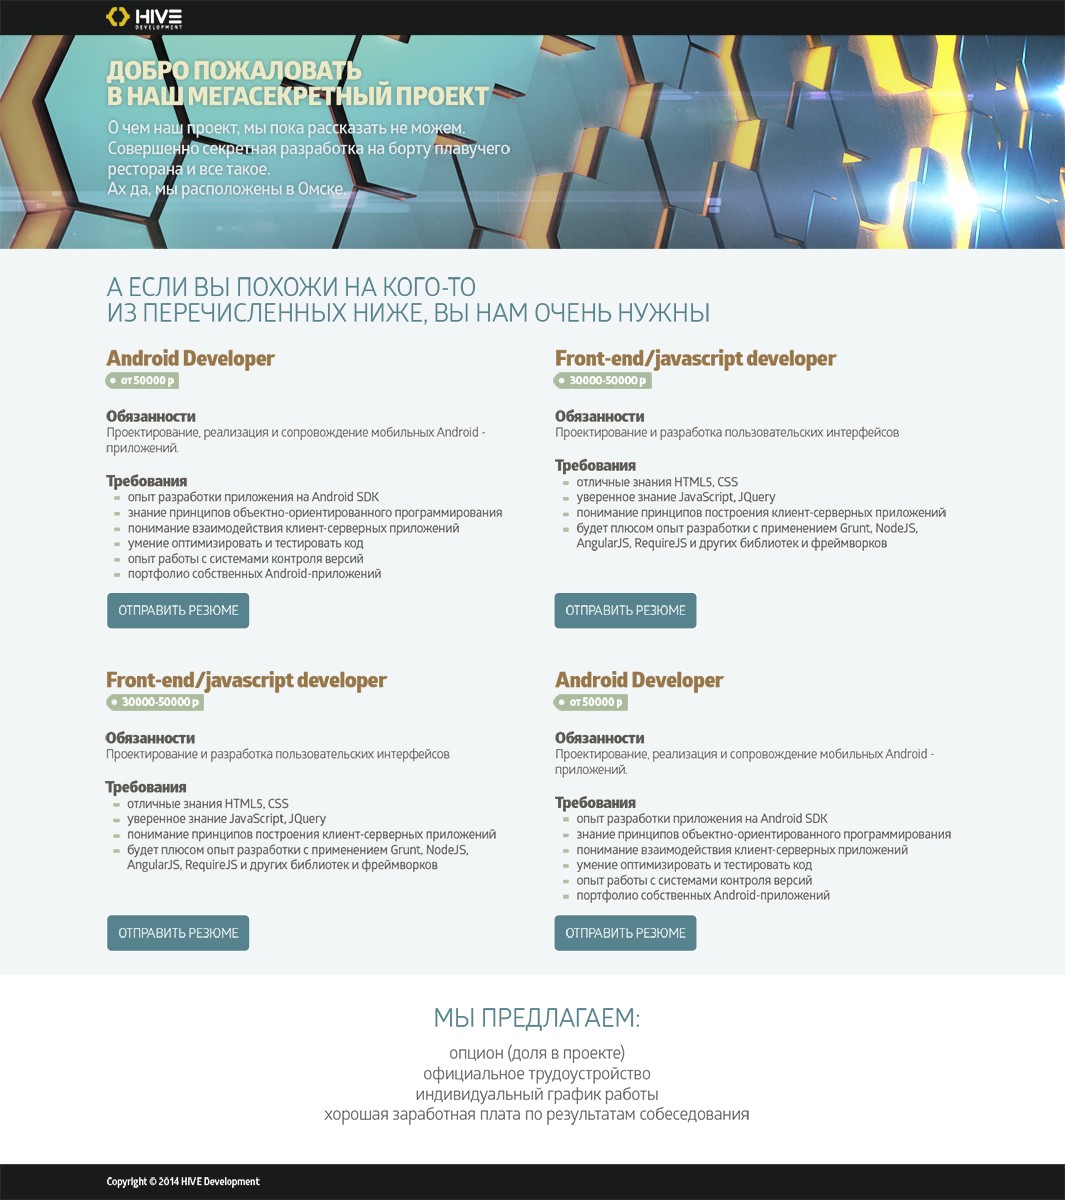 HIVE
DEVELOPMENT
ДОБРО ПОЖАЛОВАТЬ
В НАШ МЕГАСЕКРЕТНЫЙ ПРОЕКТ
О чем наш проект, мы пока рассказать не можем.
Совершенно секретная разработка на борту плавучего
ресторана и все такое.
Ах да, мы расположены в Омске.
А ЕСЛИ ВЫ ПОХОЖИ НА КОГО-ТО
ИЗ ПЕРЕЧИСЛЕННЫХ НИЖЕ, ВЫ НАМ ОЧЕНЬ НУЖНЫ
Android Developer
от 50000 р
Обязанности
Проектирование, реализация и сопровождение мобильных Android -
приложений.
Требования
опыт разработки приложения на Android SDK
знание принципов объектно-ориентированного программирования
понимание взаимодействия клиент-серверных приложений
умение оптимизировать и тестировать код
опыт работы с системами контроля версий
портфолио собственных Android-приложений
ОТПРАВИТЬ РЕЗЮМЕ
Front-end/javascript developer
30000-50000 р
Обязанности
Проектирование и разработка пользовательских интерфейсов
Требования
отличные знания HTML5, CSS
уверенное знание JavaScript, JQuery
понимание принципов построения клиент-серверных приложений
будет плюсом опыт разработки с применением Grunt, NodeJS,
AngularJS, RequireJS и других библиотек и фреймворков
ОТПРАВИТЬ РЕЗЮМЕ
Front-end/javascript developer
30000-50000 р
Обязанности
Проектирование и разработка пользовательских интерфейсов
Требования
отличные знания HTML5, CSS
уверенное знание JavaScript, JQuery
понимание принципов построения клиент-серверных приложений
будет плюсом опыт разработки с применением Grunt, NodeJS,
AngularJS, RequireJS и других библиотек и фреймворков
ОТПРАВИТЬ РЕЗЮМЕ
Android Developer
от 50000 р
Обязанности
Проектирование, реализация и сопровождение мобильных Android -
приложений.
Требования
опыт разработки приложения на Android SDK
знание принципов объектно-ориентированного программирования
понимание взаимодействия клиент-серверных приложений
умение оптимизировать и тестировать код
опыт работы с системами контроля версий
портфолио собственных Android-приложений
ОТПРАВИТЬ РЕЗЮМЕ
МЫ ПРЕДЛАГАЕМ:
опцион (доля в проекте)
официальное трудоустройство
индивидуальный график работы
хорошая заработная плата по результатам собеседования
Copyright © 2014 HIVE Development